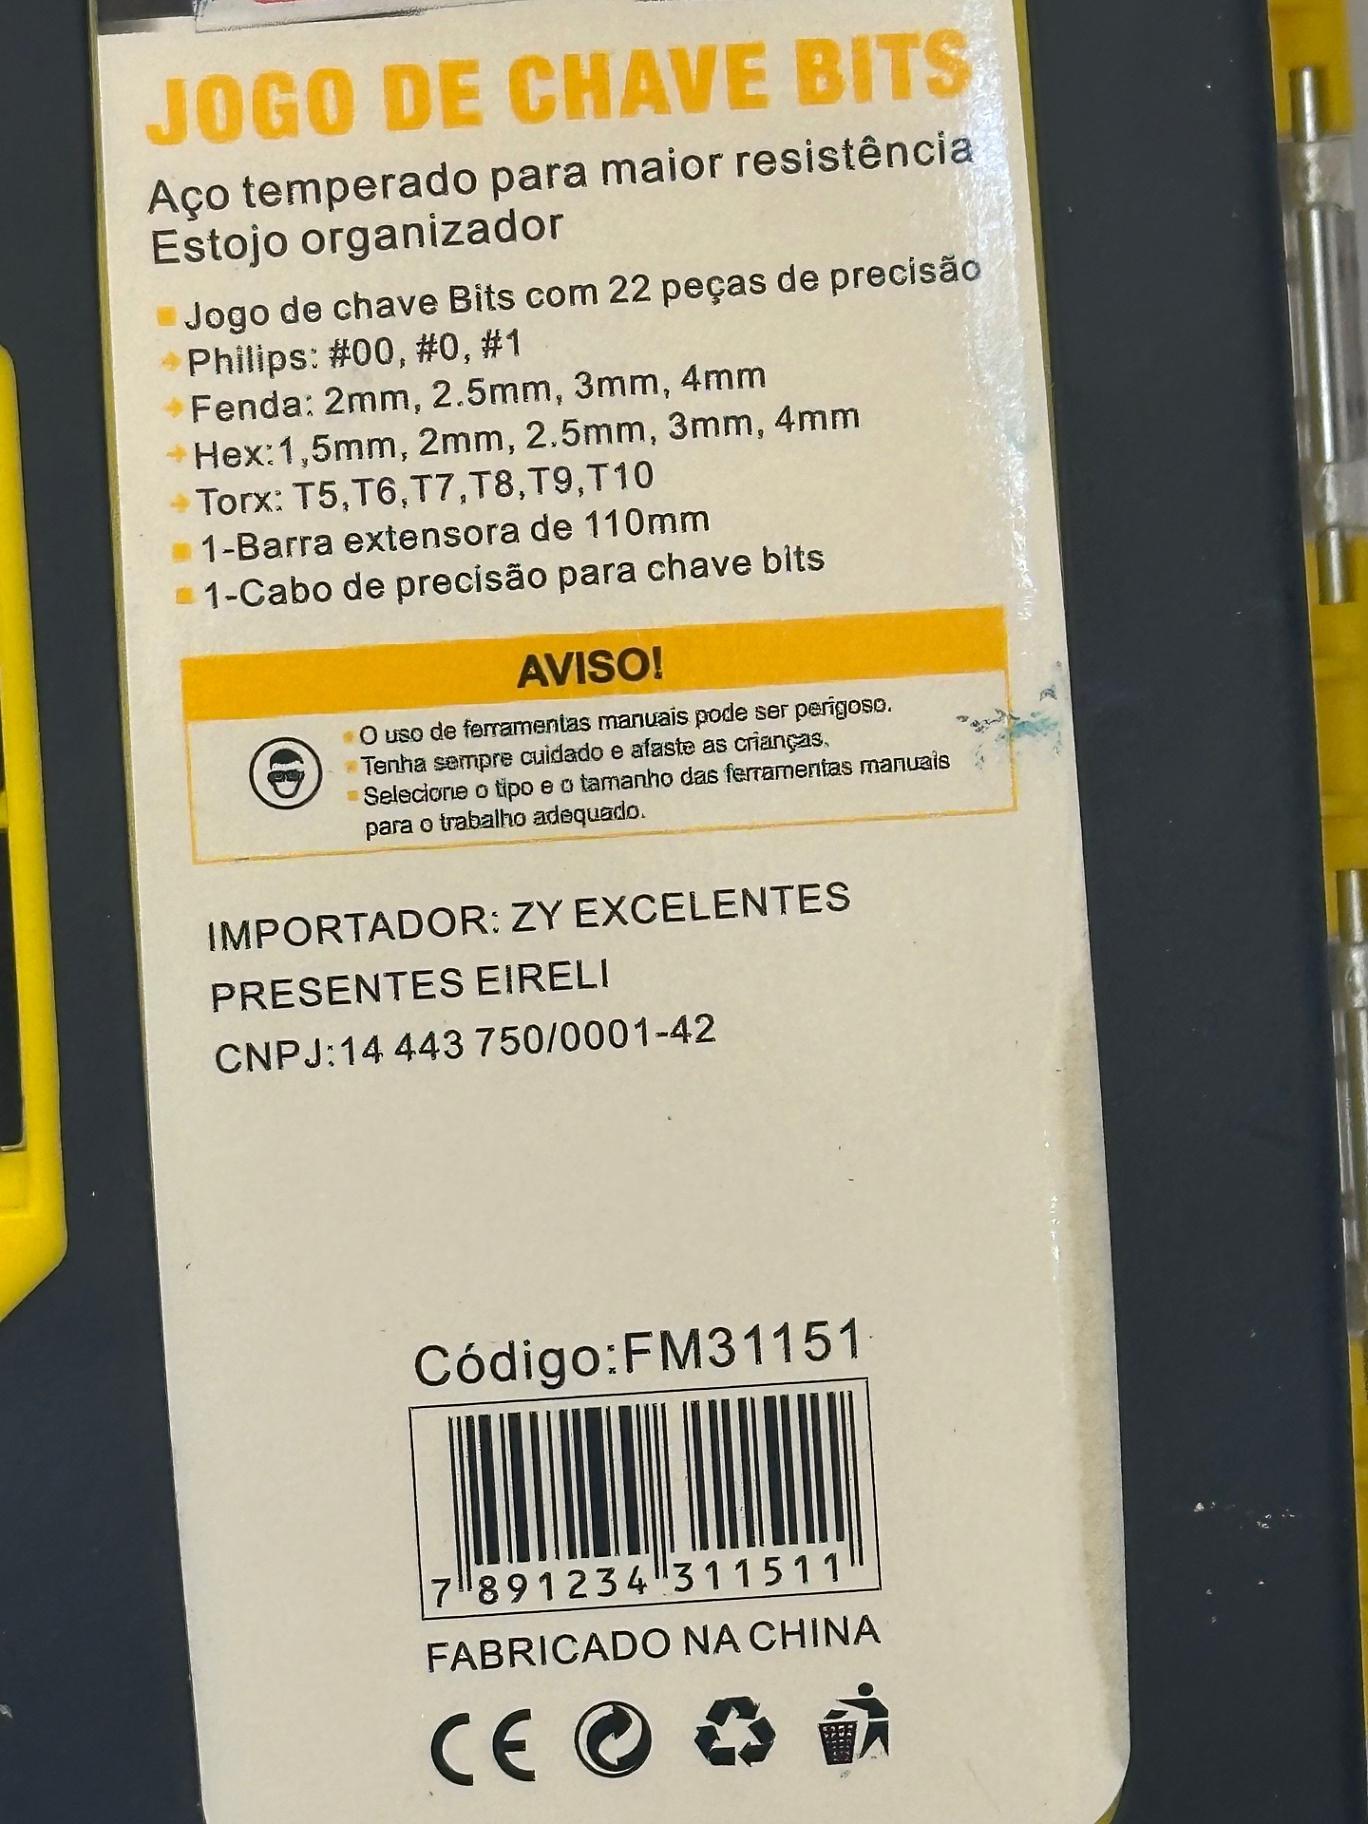 JOGO DE CHAVE BITS
Aço temperado para maior resistência
Estojo organizador
Jogo de chave Bits com 22 peças de precisão
Philips: #00, #0, #1
Fenda: 2mm, 2.5mm, 3mm, 4mm
Hex:1,5mm, 2mm, 2.5mm, 3mm, 4mm
Torx: T5,T6,T7,T8,T9,T10
1-Barra extensora de 110mm
1-Cabo de precisão para chave bits
AVISO!
O uso de ferramentas manuais pode ser perigoso.
Tenha sempre cuidado e afaste as crianças.
Selecione o tipo e o tamanho das ferramentas manuais
para o trabalho adequado.
IMPORTADOR: ZY EXCELENTES
PRESENTES EIRELI
CNPJ:14 443 750/0001-42
Código:FM31151
7 891234 311511
FABRICADO NA CHINA
CE